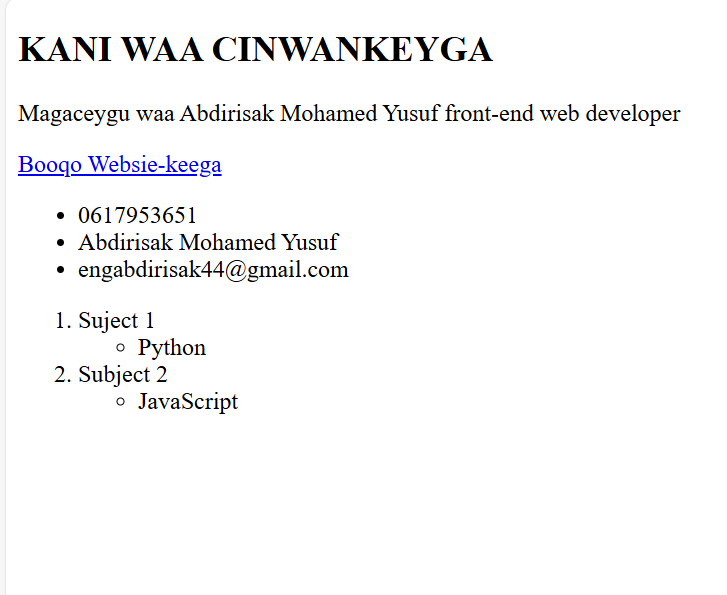 KANI WAA CINWANKEYGA
Magaceygu waa Abdirisak Mohamed Yusuf front-end web developer
Booqo Websie-keega
• 0617953651
• Abdirisak Mohamed Yusuf
• engabdirisak44@gmail.com
1. Suject 1
◦ Python
2. Subject 2
◦ JavaScript